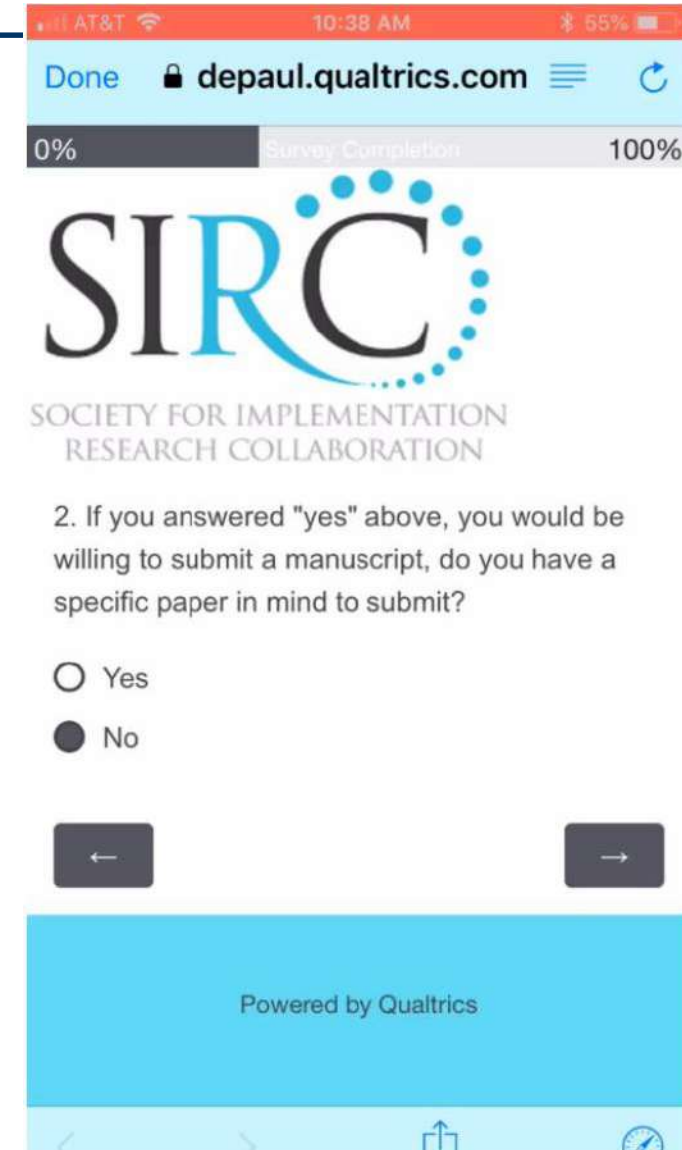 AT&T 10:38 AM 55%
Done depaul.qualtrics.com
0% Survey Completion 100%
SIRC
SOCIETY FOR IMPLEMENTATION
RESEARCH COLLABORATION
2. If you answered "yes" above, you would be
willing to submit a manuscript, do you have a
specific paper in mind to submit?
Yes
No
← →
Powered by Qualtrics